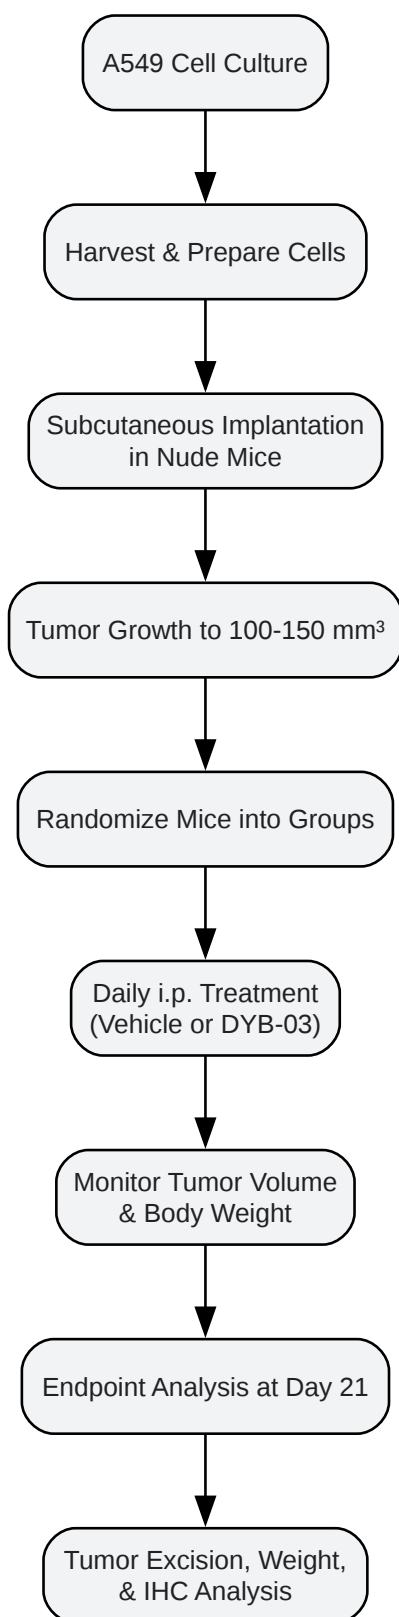 A549 Cell Culture
Harvest & Prepare Cells
Subcutaneous Implantation
in Nude Mice
Tumor Growth to 100-150 mm³
Randomize Mice into Groups
Daily i.p. Treatment
(Vehicle or DYB-03)
Monitor Tumor Volume
& Body Weight
Endpoint Analysis at Day 21
Tumor Excision, Weight,
& IHC Analysis